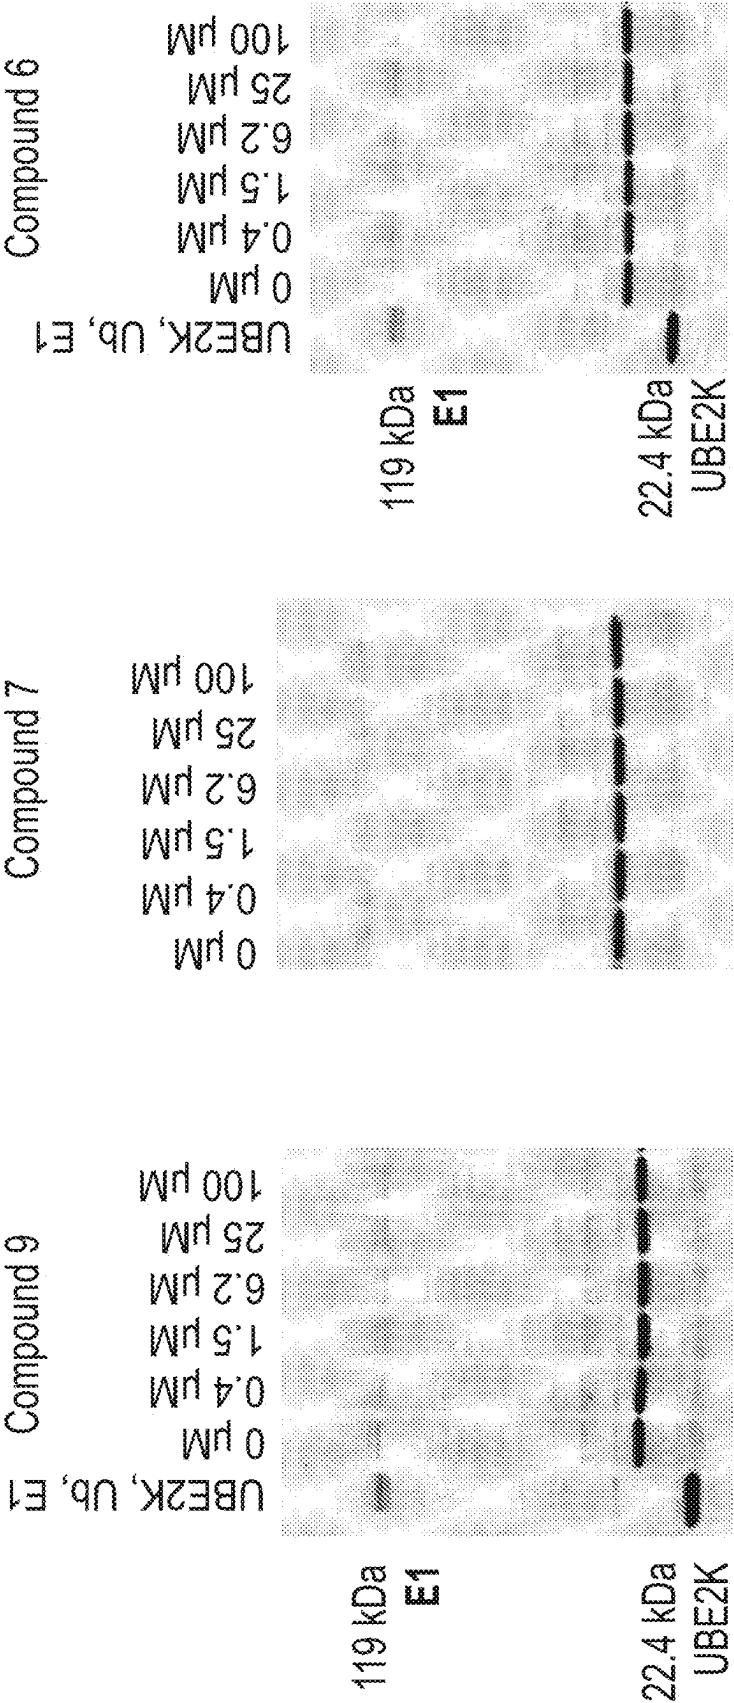 Compound 9
UBE2K, Ub, E1
0 µM
0.4 µM
1.5 µM
6.2 µM
25 µM
100 µM
119 kDa
E1
22.4 kDa
UBE2K
Compound 7
0 µM
0.4 µM
1.5 µM
6.2 µM
25 µM
100 µM
Compound 6
UBE2K, Ub, E1
0 µM
0.4 µM
1.5 µM
6.2 µM
25 µM
100 µM
119 kDa
E1
22.4 kDa
UBE2K